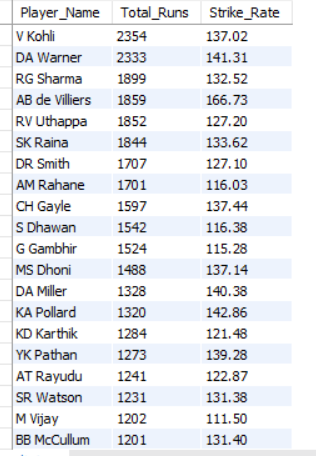 Player_Name Total_Runs Strike_Rate
V Kohli 2354 137.02
DA Warner 2333 141.31
RG Sharma 1899 132.52
AB de Villiers 1859 166.73
RV Uthappa 1852 127.20
SK Raina 1844 133.62
DR Smith 1707 127.10
AM Rahane 1701 116.03
CH Gayle 1597 137.44
S Dhawan 1542 116.38
G Gambhir 1524 115.28
MS Dhoni 1488 137.14
DA Miller 1328 140.38
KA Pollard 1320 142.86
KD Karthik 1284 121.48
YK Pathan 1273 139.28
AT Rayudu 1241 122.87
SR Watson 1231 131.38
M Vijay 1202 111.50
BB McCullum 1201 131.40